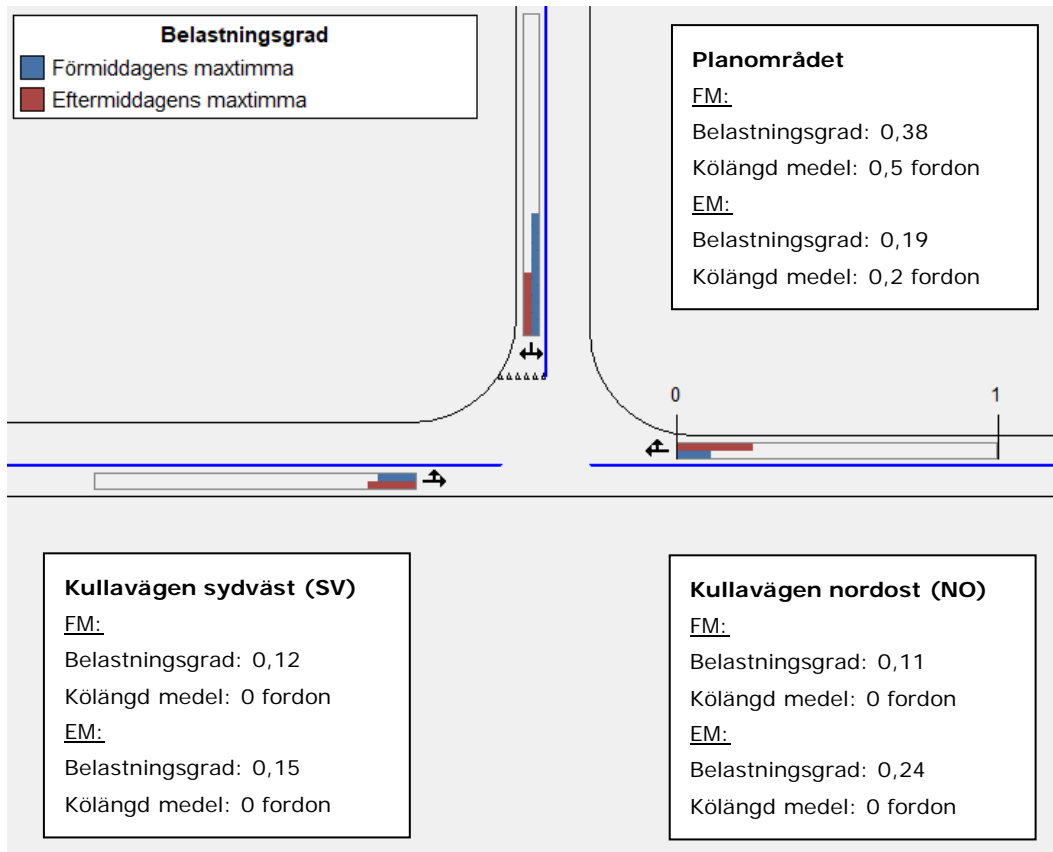 Belastningsgrad
Förmiddagens maxtimma
Eftermiddagens maxtimma
Planområdet
FM:
Belastningsgrad: 0,38
Kölängd medel: 0,5 fordon
EM:
Belastningsgrad: 0,19
Kölängd medel: 0,2 fordon
0
1
Kullavägen sydväst (SV)
FM:
Belastningsgrad: 0,12
Kölängd medel: 0 fordon
EM:
Belastningsgrad: 0,15
Kölängd medel: 0 fordon
Kullavägen nordost (NO)
FM:
Belastningsgrad: 0,11
Kölängd medel: 0 fordon
EM:
Belastningsgrad: 0,24
Kölängd medel: 0 fordon